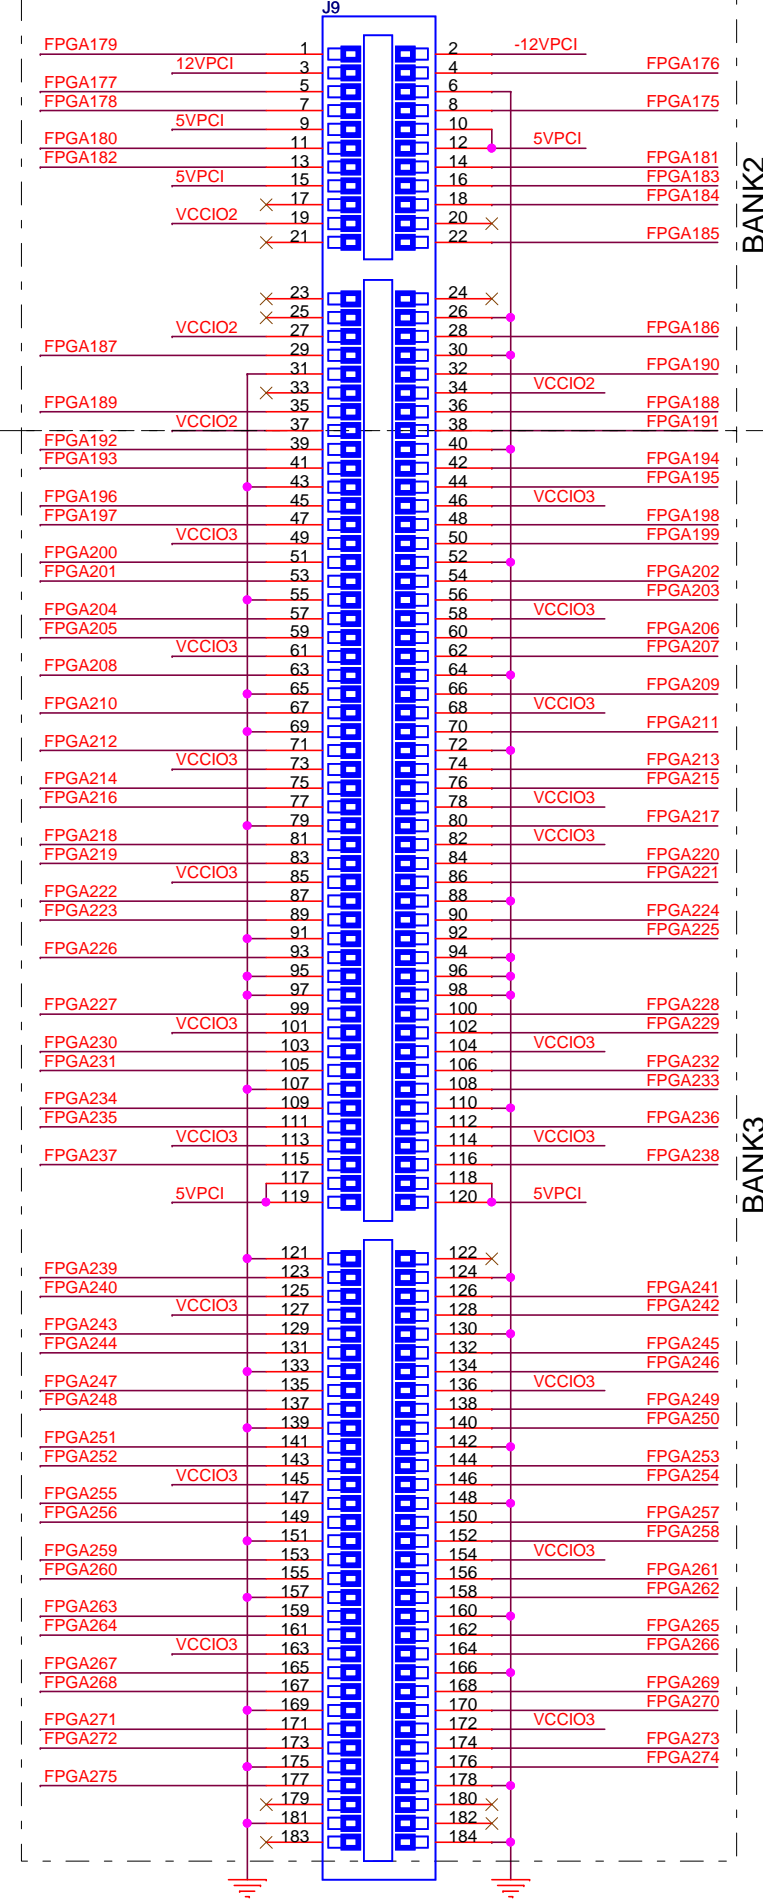 J9
FPGA179 1 2 -12VPCI
12VPCI 3 4 FPGA176
FPGA177 5 6
FPGA178 7 8 FPGA175
5VPCI 9 10
FPGA180 11 12 5VPCI
FPGA182 13 14 FPGA181
5VPCI 15 16 FPGA183
17 18 FPGA184
VCCIO2 19 20
21 22 FPGA185
BANK2
23 24
25 26
VCCIO2 27 28 FPGA186
FPGA187 29 30
31 32 FPGA190
33 34 VCCIO2
FPGA189 35 36 FPGA188
VCCIO2 37 38 FPGA191
FPGA192 39 40
FPGA193 41 42 FPGA194
43 44 FPGA195
FPGA196 45 46 VCCIO3
FPGA197 47 48 FPGA198
VCCIO3 49 50 FPGA199
FPGA200 51 52
FPGA201 53 54 FPGA202
55 56 FPGA203
FPGA204 57 58 VCCIO3
FPGA205 59 60 FPGA206
VCCIO3 61 62 FPGA207
FPGA208 63 64
65 66 FPGA209
FPGA210 67 68 VCCIO3
69 70 FPGA211
FPGA212 71 72
VCCIO3 73 74 FPGA213
FPGA214 75 76 FPGA215
FPGA216 77 78 VCCIO3
79 80 FPGA217
FPGA218 81 82 VCCIO3
FPGA219 83 84 FPGA220
VCCIO3 85 86 FPGA221
FPGA222 87 88
FPGA223 89 90 FPGA224
91 92 FPGA225
FPGA226 93 94
95 96
97 98
FPGA227 99 100 FPGA228
VCCIO3 101 102 FPGA229
FPGA230 103 104 VCCIO3
FPGA231 105 106 FPGA232
107 108 FPGA233
FPGA234 109 110
FPGA235 111 112 FPGA236
VCCIO3 113 114 VCCIO3
FPGA237 115 116 FPGA238
117 118
5VPCI 119 120 5VPCI
BANK3
121 122
FPGA239 123 124
FPGA240 125 126 FPGA241
VCCIO3 127 128 FPGA242
FPGA243 129 130
FPGA244 131 132 FPGA245
133 134 FPGA246
FPGA247 135 136 VCCIO3
FPGA248 137 138 FPGA249
139 140 FPGA250
FPGA251 141 142
FPGA252 143 144 FPGA253
VCCIO3 145 146 FPGA254
FPGA255 147 148
FPGA256 149 150 FPGA257
151 152 FPGA258
FPGA259 153 154 VCCIO3
FPGA260 155 156 FPGA261
157 158 FPGA262
FPGA263 159 160
FPGA264 161 162 FPGA265
VCCIO3 163 164 FPGA266
FPGA267 165 166
FPGA268 167 168 FPGA269
169 170 FPGA270
FPGA271 171 172 VCCIO3
FPGA272 173 174 FPGA273
175 176 FPGA274
FPGA275 177 178
179 180
181 182
183 184